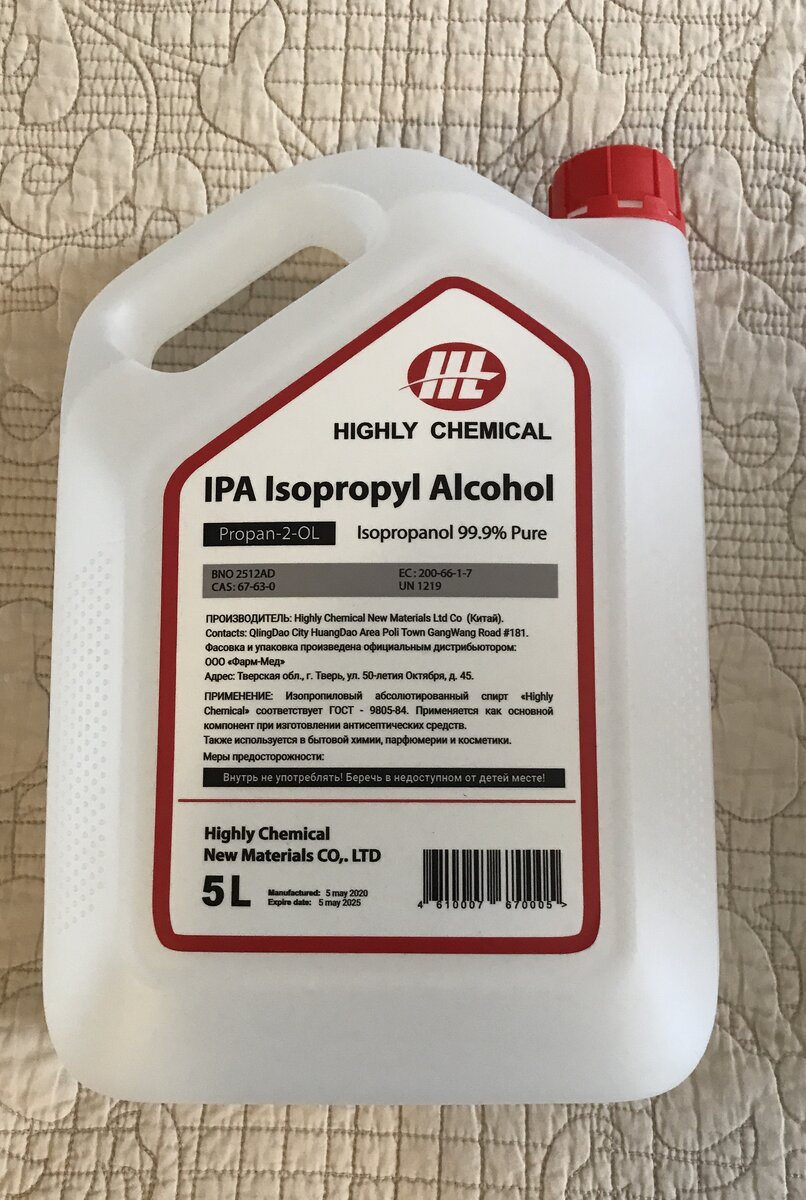 HL
HIGHLY CHEMICAL
IPA Isopropyl Alcohol
Propan-2-OL
Isopropanol 99.9% Pure
BNO 2512AD
EC : 200-66-1-7
CAS : 67-63-0
UN 1219
ПРОИЗВОДИТЕЛЬ: Highly Chemical New Materials Ltd Co (Китай).
Contacts: QlingDao City HuangDao Area Poli Town GangWang Road #181.
Фасовка и упаковка произведена официальным дистрибьютором:
ООО «Фарм-Мед»
Адрес: Тверская обл., г. Тверь, ул. 50-летия Октября, д. 45.
ПРИМЕНЕНИЕ: Изопропиловый абсолютированный спирт «Highly
Chemical» соответствует ГОСТ - 9805-84. Применяется как основной
компонент при изготовлении антисептических средств.
Также используется в бытовой химии, парфюмерии и косметики.
Меры предосторожности:
Внутрь не употреблять! Беречь в недоступном от детей месте!
Highly Chemical
New Materials CO,. LTD
5 L
Manufactured: 5 may 2020
Expire date: 5 may 2025
4 610007 670005 >